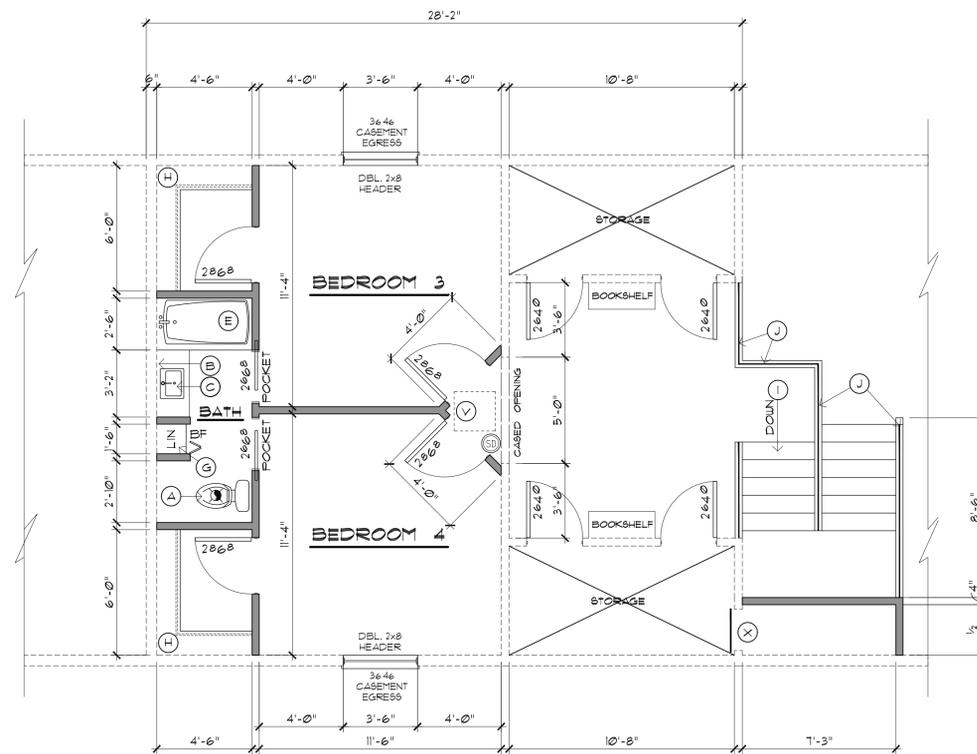 28'-2"
6"
4'-6"
4'-0"
3'-6"
4'-0"
10'-8"
3646
CASEMENT
EGRESS
DBL. 2x8
HEADER
H
STORAGE
6'-0"
2868
11'-4"
BEDROOM 3
BOOKSHELF
2640
3'-6"
2640
2'-6"
E
4'-0"
J
2868
3'-2"
B
C
2668
POCKET
J
I
BATH
V
CASED OPENING
5'-0"
DOWN
1'-6"
LIN
BF
G
2668
POCKET
SD
2868
4'-0"
2'-10"
A
2640
3'-6"
2640
BOOKSHELF
8'-6"
BEDROOM 4
11'-4"
2868
6'-0"
STORAGE
H
X
DBL. 2x8
HEADER
3646
CASEMENT
EGRESS
4'-0"
3'-6"
4'-0"
4'-6"
11'-6"
10'-8"
7'-3"